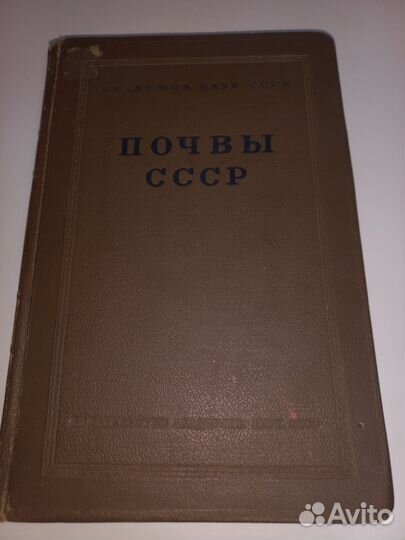 АКАДЕМИЯ НАУК СССР
ПОЧВЫ
СССР
ИЗДАТЕЛЬСТВО АКАДЕМИИ НАУК СССР
Avito